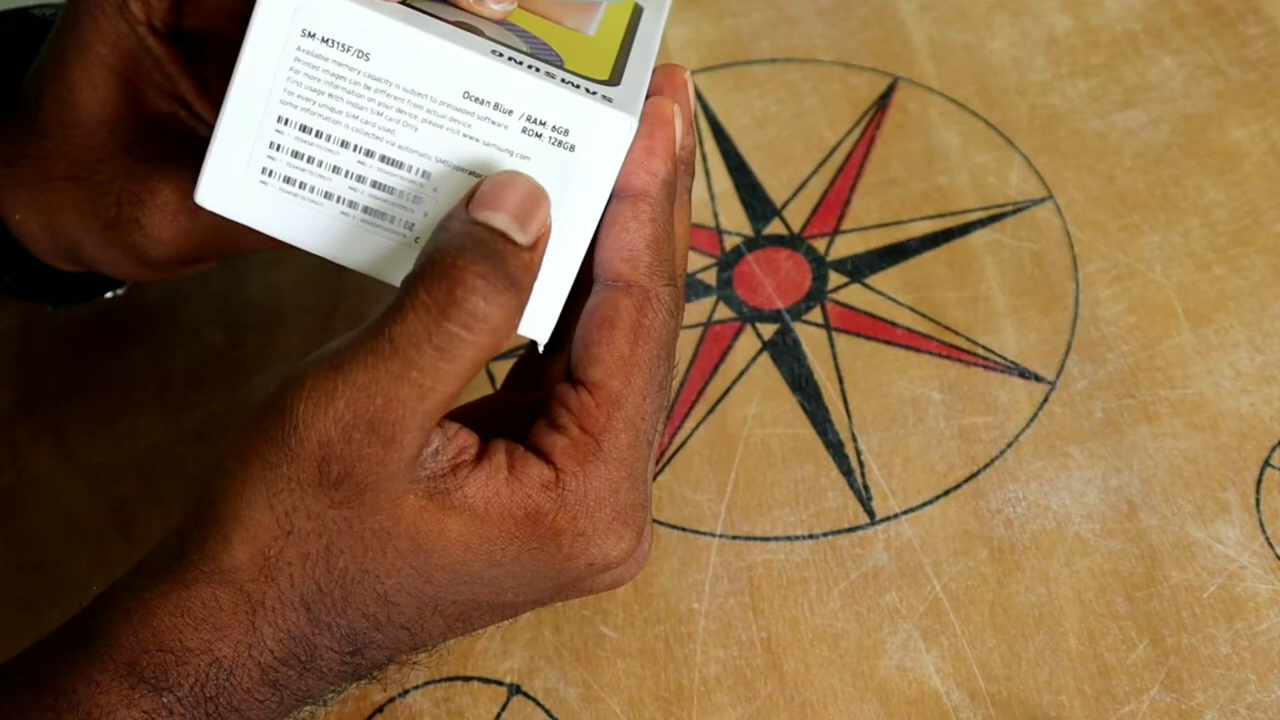 SAMSUNG
SM-M315F/DS
Ocean Blue / RAM: 6GB
ROM: 128GB
Available memory capacity is subject to preloaded software.
Printed images can be different from actual device.
For more information on your device, please visit www.samsung.com
First usage With Indian SIM card Only
For every unique SIM card used,
some information is collected via automatic SMS